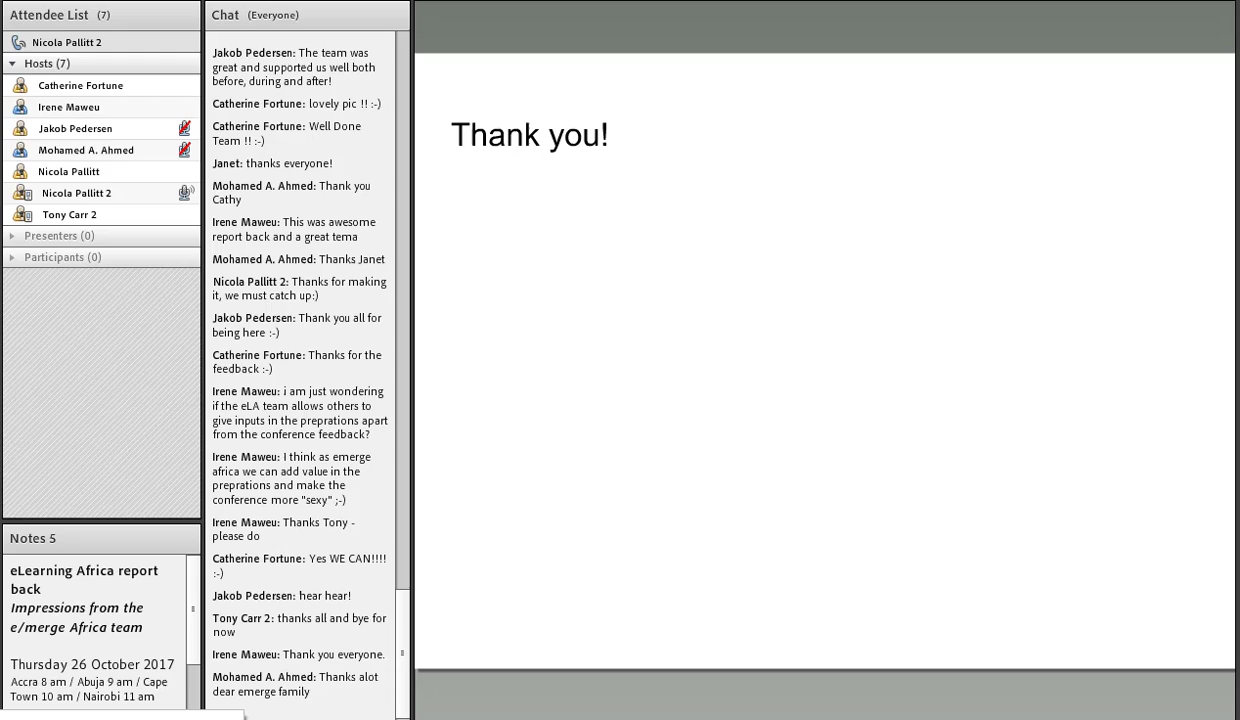 Attendee List (7)
Nicola Pallitt 2
Hosts (7)
Catherine Fortune
Irene Maweu
Jakob Pedersen
Mohamed A. Ahmed
Nicola Pallitt
Nicola Pallitt 2
Tony Carr 2
Presenters (0)
Participants (0)
Notes 5
eLearning Africa report
back
Impressions from the
e/merge Africa team
Thursday 26 October 2017
Accra 8 am / Abuja 9 am / Cape
Town 10 am / Nairobi 11 am
Chat (Everyone)
Jakob Pedersen: The team was
great and supported us well both
before, during and after!
Catherine Fortune: lovely pic !! :-)
Catherine Fortune: Well Done
Team !! :-)
Janet: thanks everyone!
Mohamed A. Ahmed: Thank you
Cathy
Irene Maweu: This was awesome
report back and a great tema
Mohamed A. Ahmed: Thanks Janet
Nicola Pallitt 2: Thanks for making
it, we must catch up:)
Jakob Pedersen: Thank you all for
being here :-)
Catherine Fortune: Thanks for the
feedback :-)
Irene Maweu: i am just wondering
if the eLA team allows others to
give inputs in the preprations apart
from the conference feedback?
Irene Maweu: I think as emerge
africa we can add value in the
preprations and make the
conference more "sexy" ;-)
Irene Maweu: Thanks Tony -
please do
Catherine Fortune: Yes WE CAN!!!!
:-)
Jakob Pedersen: hear hear!
Tony Carr 2: thanks all and bye for
now
Irene Maweu: Thank you everyone.
Mohamed A. Ahmed: Thanks alot
dear emerge family
Thank you!